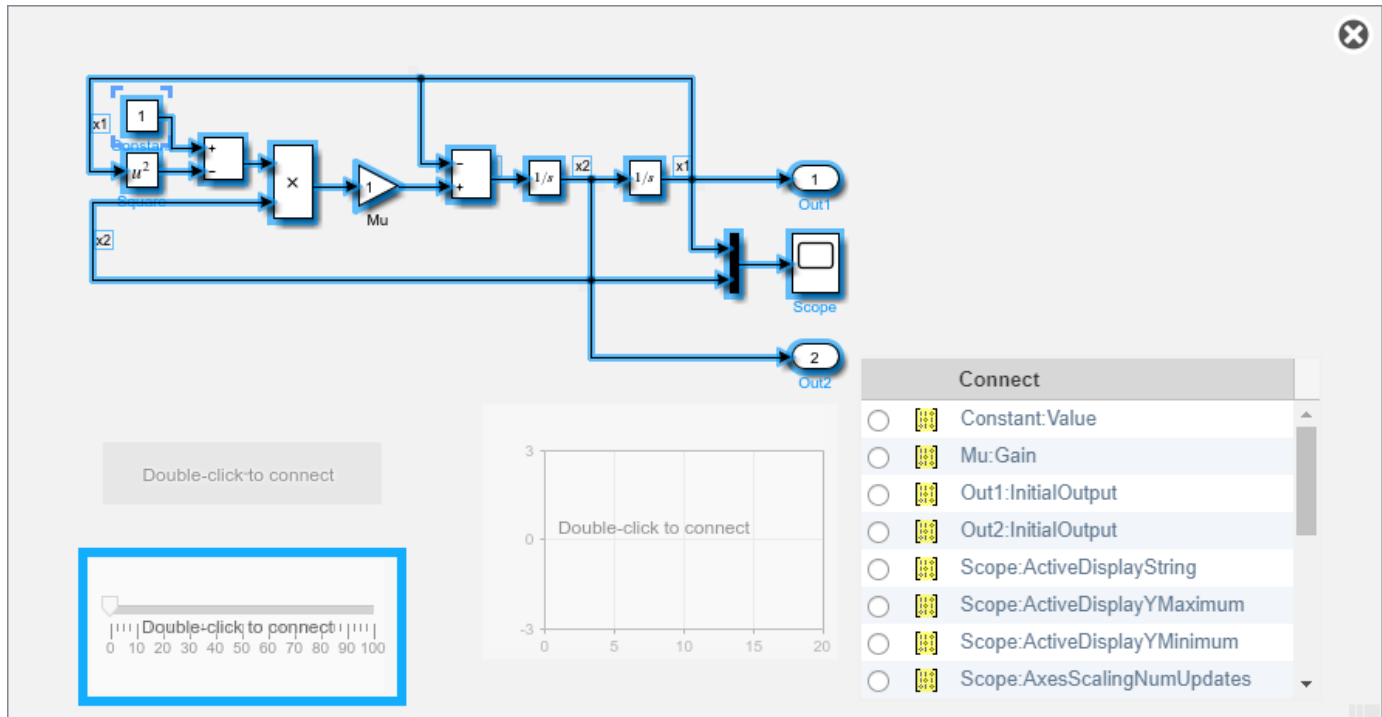 x1
1
Constan
+
−
u²
Square
×
1
Mu
−
+
1/s
x2
1/s
x1
1
Out1
x2
Scope
2
Out2
Connect
Constant:Value
Mu:Gain
Out1:InitialOutput
Out2:InitialOutput
Scope:ActiveDisplayString
Scope:ActiveDisplayYMaximum
Scope:ActiveDisplayYMinimum
Scope:AxesScalingNumUpdates
Double-click to connect
3
0
-3
Double-click to connect
0 5 10 15 20
Double-click to connect
0 10 20 30 40 50 60 70 80 90 100